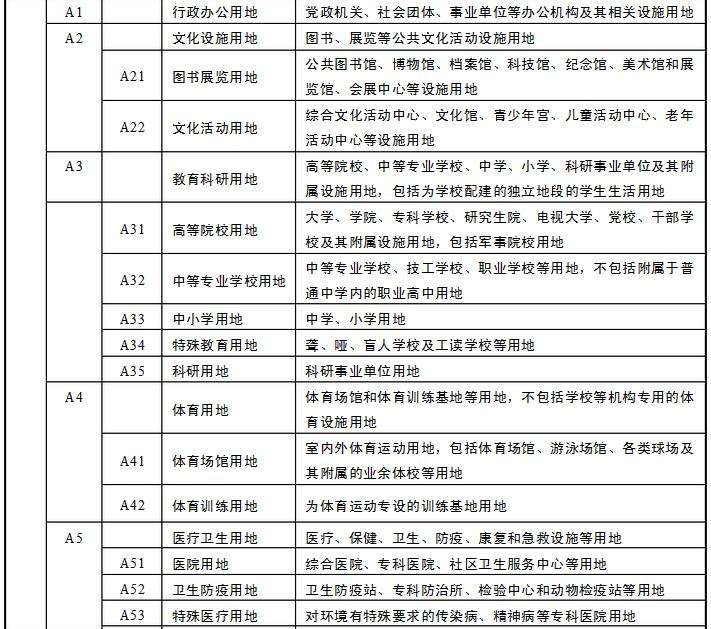 A1 行政办公用地 党政机关、社会团体、事业单位等办公机构及其相关设施用地
A2 文化设施用地 图书、展览等公共文化活动设施用地
A21 图书展览用地 公共图书馆、博物馆、档案馆、科技馆、纪念馆、美术馆和展
览馆、会展中心等设施用地
A22 文化活动用地 综合文化活动中心、文化馆、青少年宫、儿童活动中心、老年
活动中心等设施用地
A3 教育科研用地 高等院校、中等专业学校、中学、小学、科研事业单位及其附
属设施用地，包括为学校配建的独立地段的学生生活用地
A31 高等院校用地 大学、学院、专科学校、研究生院、电视大学、党校、干部学
校及其附属设施用地，包括军事院校用地
A32 中等专业学校用地 中等专业学校、技工学校、职业学校等用地，不包括附属于普
通中学内的职业高中用地
A33 中小学用地 中学、小学用地
A34 特殊教育用地 聋、哑、盲人学校及工读学校等用地
A35 科研用地 科研事业单位用地
A4 体育用地 体育场馆和体育训练基地等用地，不包括学校等机构专用的体
育设施用地
A41 体育场馆用地 室内外体育运动用地，包括体育场馆、游泳场馆、各类球场及
其附属的业余体校等用地
A42 体育训练用地 为体育运动专设的训练基地用地
A5 医疗卫生用地 医疗、保健、卫生、防疫、康复和急救设施等用地
A51 医院用地 综合医院、专科医院、社区卫生服务中心等用地
A52 卫生防疫用地 卫生防疫站、专科防治所、检验中心和动物检疫站等用地
A53 特殊医疗用地 对环境有特殊要求的传染病、精神病等专科医院用地